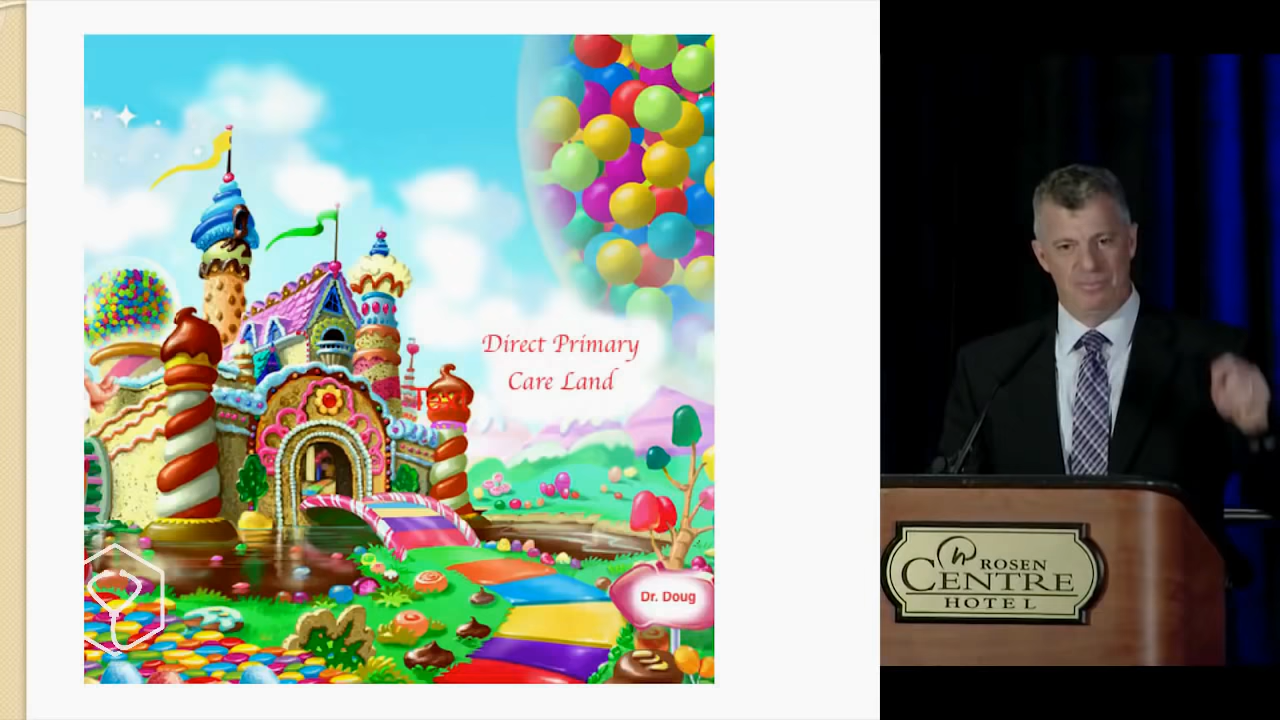 Direct Primary
Care Land
Dr. Doug
ROSEN
CENTRE
HOTEL